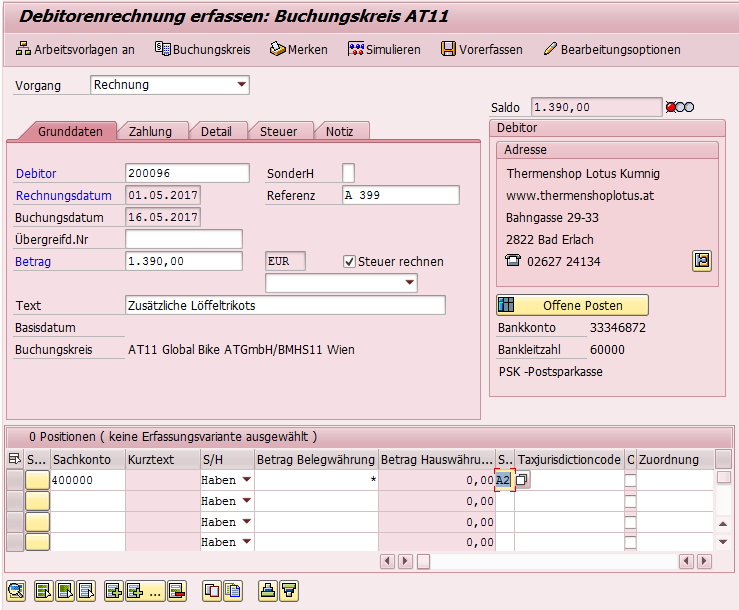 Debitorenrechnung erfassen: Buchungskreis AT11
Arbeitsvorlagen an Buchungskreis Merken Simulieren Vorerfassen Bearbeitungsoptionen
Vorgang Rechnung
Saldo 1.390,00
Grunddaten Zahlung Detail Steuer Notiz
Debitor 200096 SonderH
Rechnungsdatum 01.05.2017 Referenz A 399
Buchungsdatum 16.05.2017
Übergreifd.Nr
Betrag 1.390,00 EUR Steuer rechnen
Text Zusätzliche Löffeltrikots
Basisdatum
Buchungskreis AT11 Global Bike ATGmbH/BMHS11 Wien
Debitor
Adresse
Thermenshop Lotus Kumnig
www.thermenshoplotus.at
Bahngasse 29-33
2822 Bad Erlach
02627 24134
Offene Posten
Bankkonto 33346872
Bankleitzahl 60000
PSK -Postsparkasse
0 Positionen ( keine Erfassungsvariante ausgewählt )
S... Sachkonto Kurztext S/H Betrag Belegwährung Betrag Hauswähru... S.. Taxjurisdictioncode O Zuordnung
400000 Haben * 0,00 A2
Haben 0,00
Haben 0,00
Haben 0,00
...